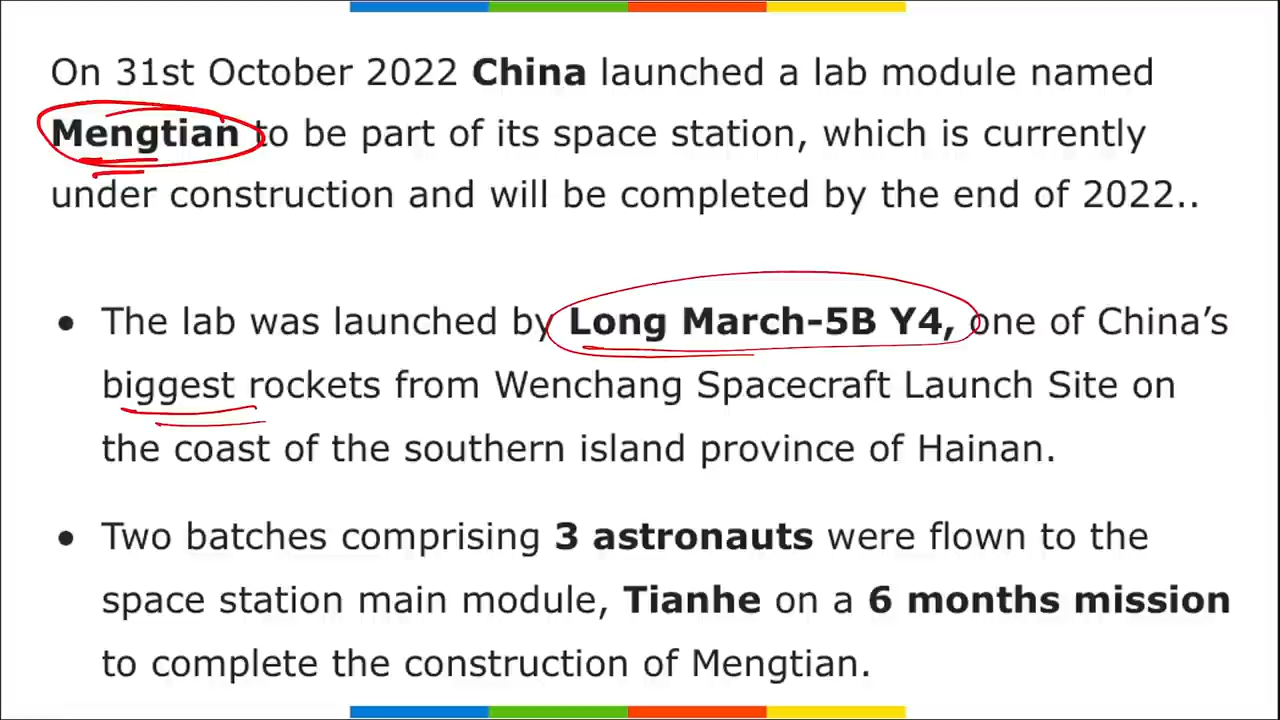 On 31st October 2022 China launched a lab module named
Mengtian to be part of its space station, which is currently
under construction and will be completed by the end of 2022..
• The lab was launched by Long March-5B Y4, one of China’s
biggest rockets from Wenchang Spacecraft Launch Site on
the coast of the southern island province of Hainan.
• Two batches comprising 3 astronauts were flown to the
space station main module, Tianhe on a 6 months mission
to complete the construction of Mengtian.